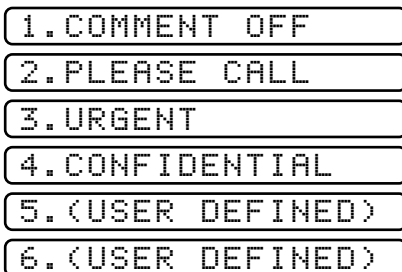 1.COMMENT OFF
2.PLEASE CALL
3.URGENT
4.CONFIDENTIAL
5.(USER DEFINED)
6.(USER DEFINED)